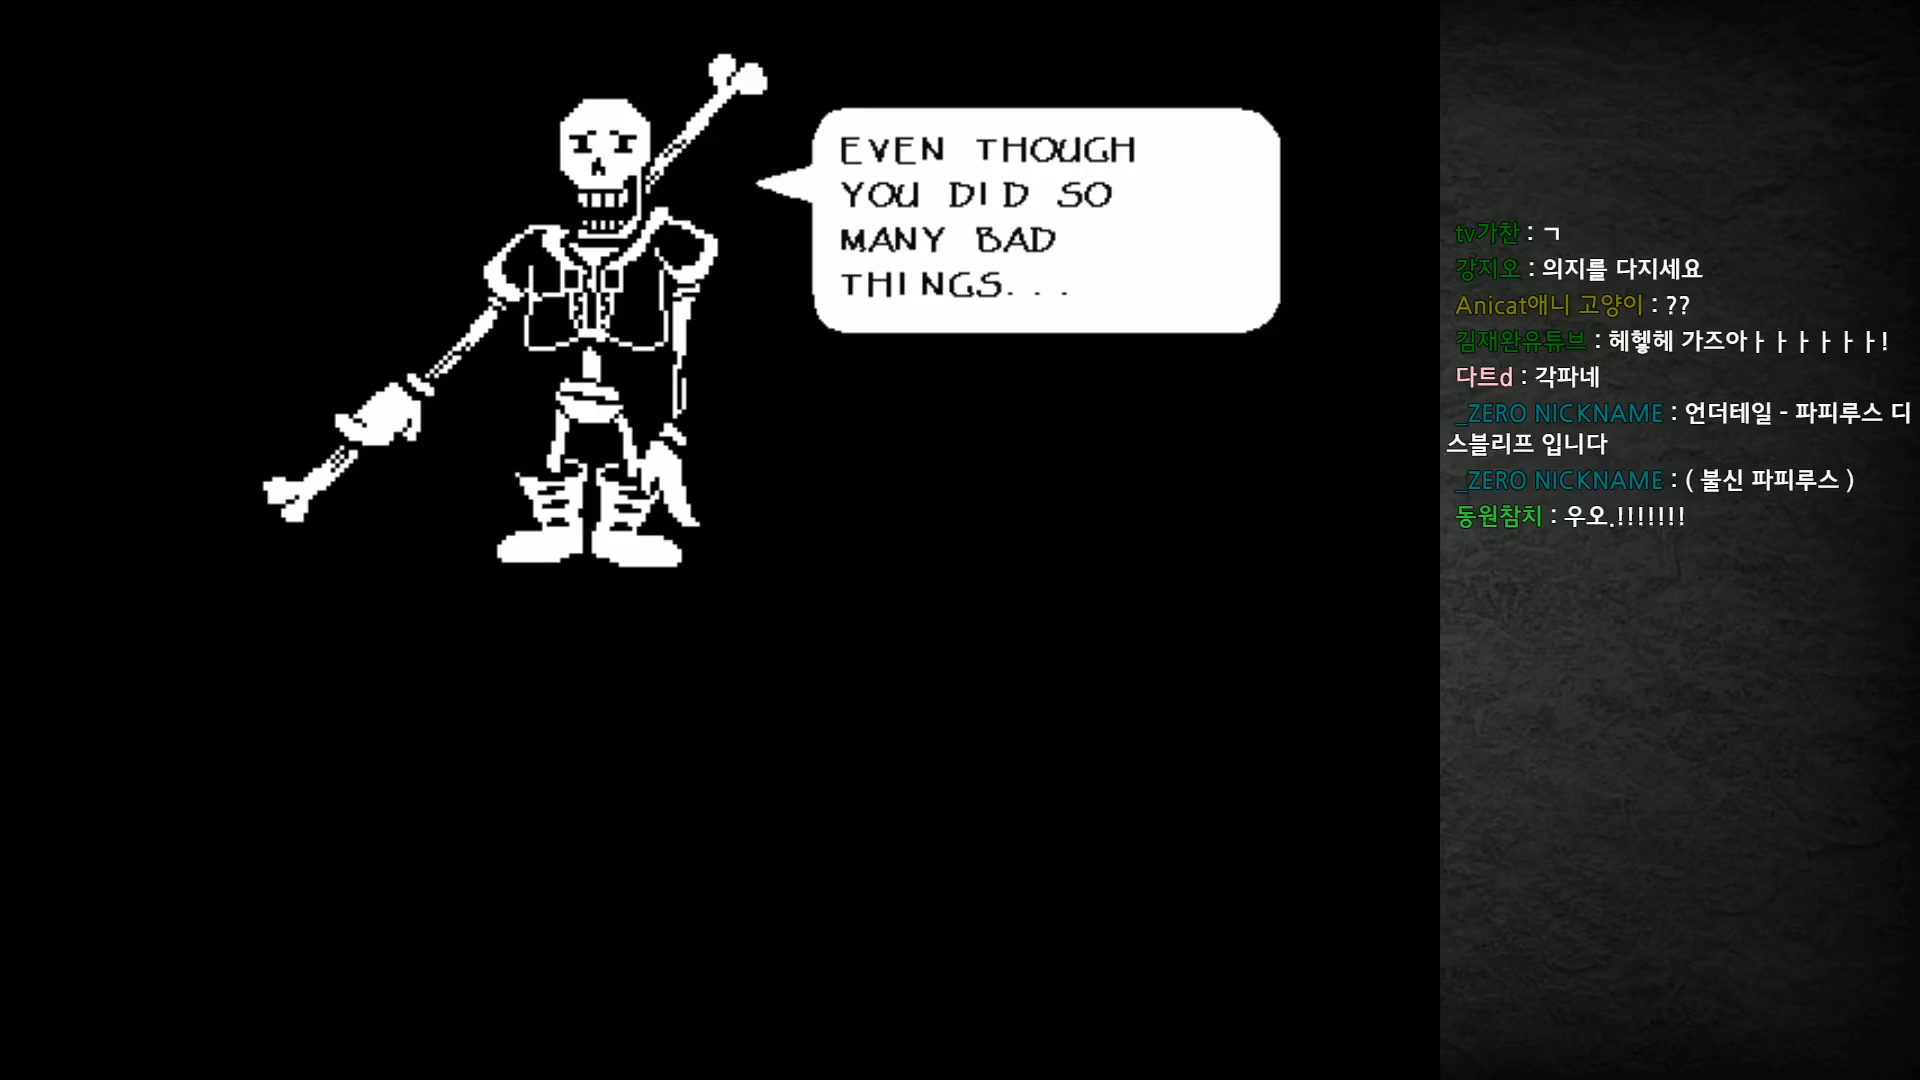 EVEN THOUGH
YOU DID SO
MANY BAD
THINGS...
tv가찬 : ㄱ
강지오 : 의지를 다지세요
Anicat애니 고양이 : ??
김재완유튜브 : 헤헿헤 가즈아ㅏㅏㅏㅏㅏㅏ!
다트d : 각파네
_ZERO NICKNAME : 언더테일 - 파피루스 디
스블리프 입니다
_ZERO NICKNAME : ( 불신 파피루스 )
동원참치 : 우오.!!!!!!!